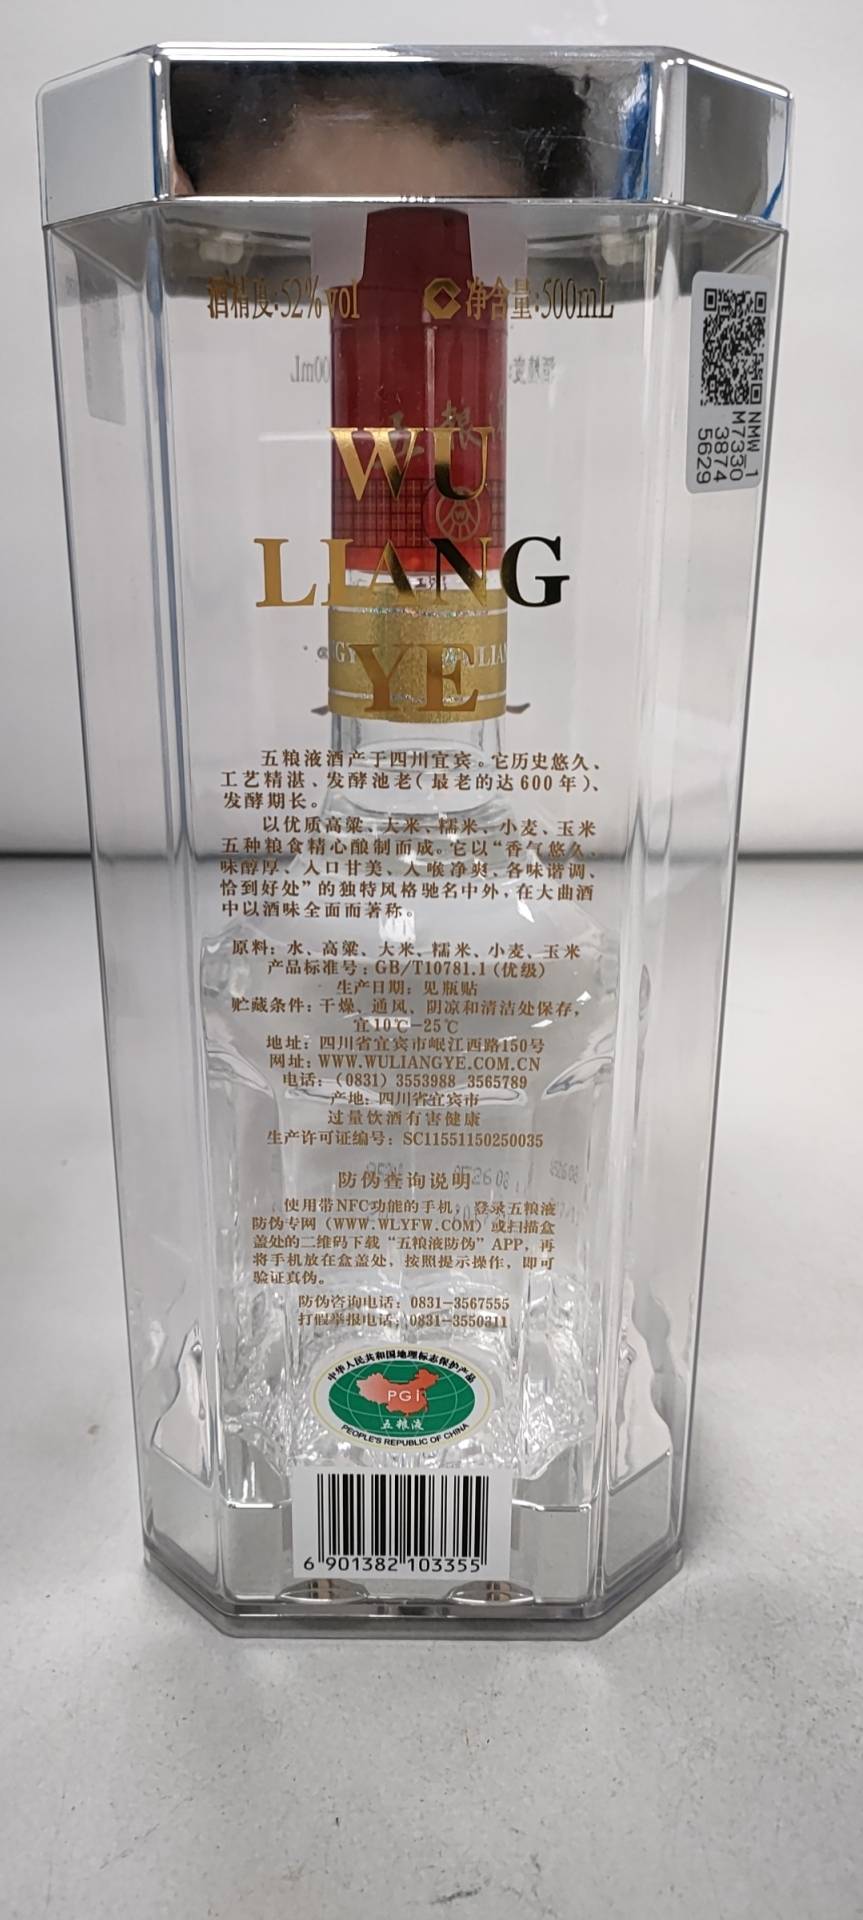 酒精度:52%vol 净含量:500mL
NMW_1
M7330
3874
5629
WU
LIANG
YE
五粮液酒产于四川宜宾。它历史悠久、
工艺精湛、发酵池老(最老的达600年)、
发酵期长。
以优质高粱、大米、糯米、小麦、玉米
五种粮食精心酿制而成。它以“香气悠久、
味醇厚、入口甘美、入喉净爽、各味谐调、
恰到好处”的独特风格驰名中外,在大曲酒
中以酒味全面而著称。
原料:水、高粱、大米、糯米、小麦、玉米
产品标准号:GB/T10781.1(优级)
生产日期:见瓶贴
贮藏条件:干燥、通风、阴凉和清洁处保存,
宜10℃-25℃
地址:四川省宜宾市岷江西路150号
网址:WWW.WULIANGYE.COM.CN
电话:(0831)3553988 3565789
产地:四川省宜宾市
过量饮酒有害健康
生产许可证编号:SC11551150250035
防伪查询说明
使用带NFC功能的手机,登录五粮液
防伪专网(WWW.WLYFW.COM)或扫描盒
盖处的二维码下载“五粮液防伪”APP,再
将手机放在盒盖处,按照提示操作,即可
验证真伪。
防伪咨询电话:0831-3567555
打假举报电话:0831-3550311
中华人民共和国地理标志保护产品
PGI
五粮液
PEOPLE'S REPUBLIC OF CHINA
6 901382 103355